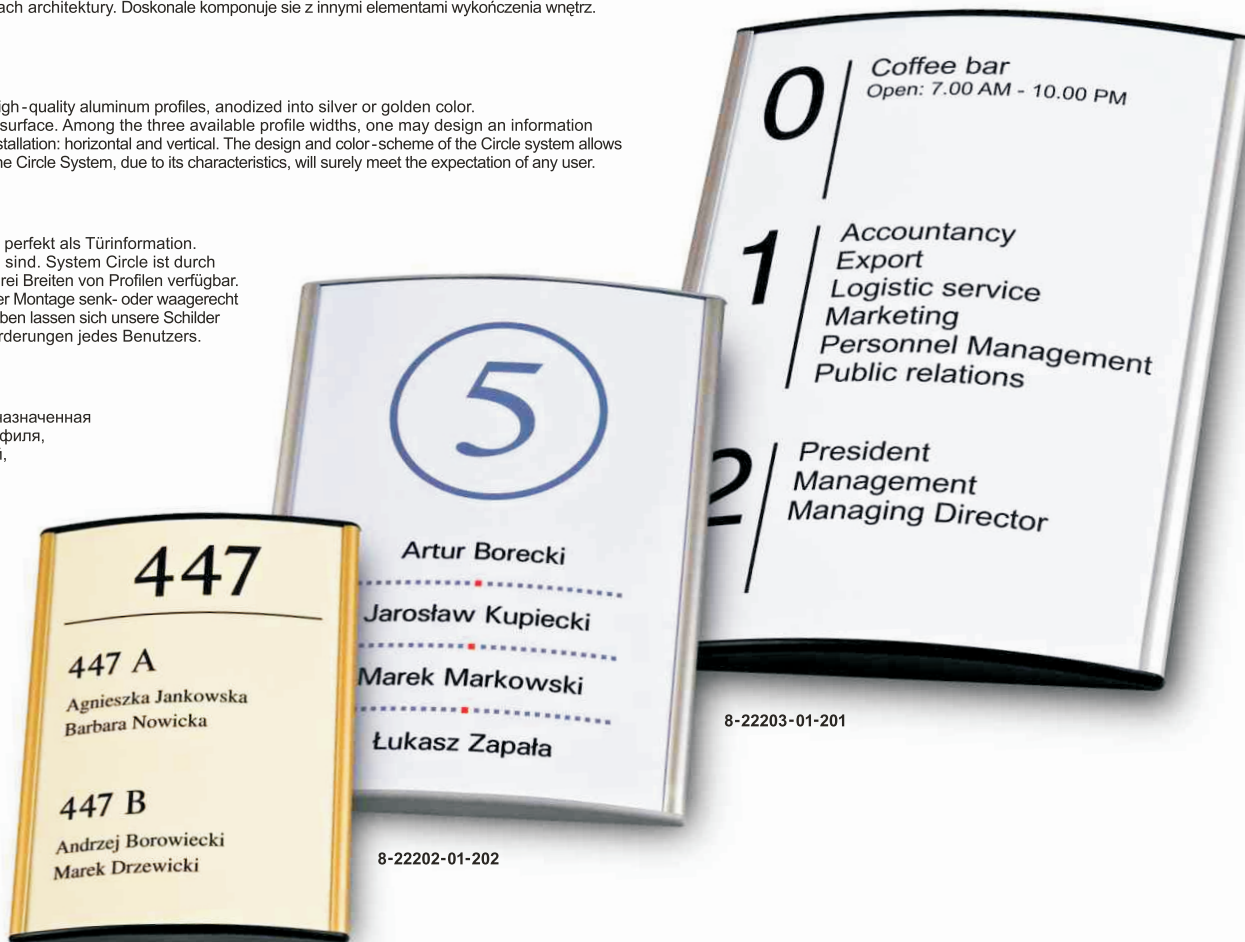 ach architektury. Doskonale komponuje sie z innymi elementami wykończenia wnętrz.
igh-quality aluminum profiles, anodized into silver or golden color.
surface. Among the three available profile widths, one may design an information
stallation: horizontal and vertical. The design and color-scheme of the Circle system allows
ne Circle System, due to its characteristics, will surely meet the expectation of any user.
perfekt als Türinformation.
sind. System Circle ist durch
rei Breiten von Profilen verfügbar.
er Montage senk- oder waagerecht
ben lassen sich unsere Schilder
rderungen jedes Benutzers.
назначенная
филя,
447
447 A
Agnieszka Jankowska
Barbara Nowicka
447 B
Andrzej Borowiecki
Marek Drzewicki
5
Artur Borecki
Jarosław Kupiecki
Marek Markowski
Łukasz Zapała
8-22202-01-202
0
Coffee bar
Open: 7.00 AM - 10.00 PM
1
Accountancy
Export
Logistic service
Marketing
Personnel Management
Public relations
2
President
Management
Managing Director
8-22203-01-201